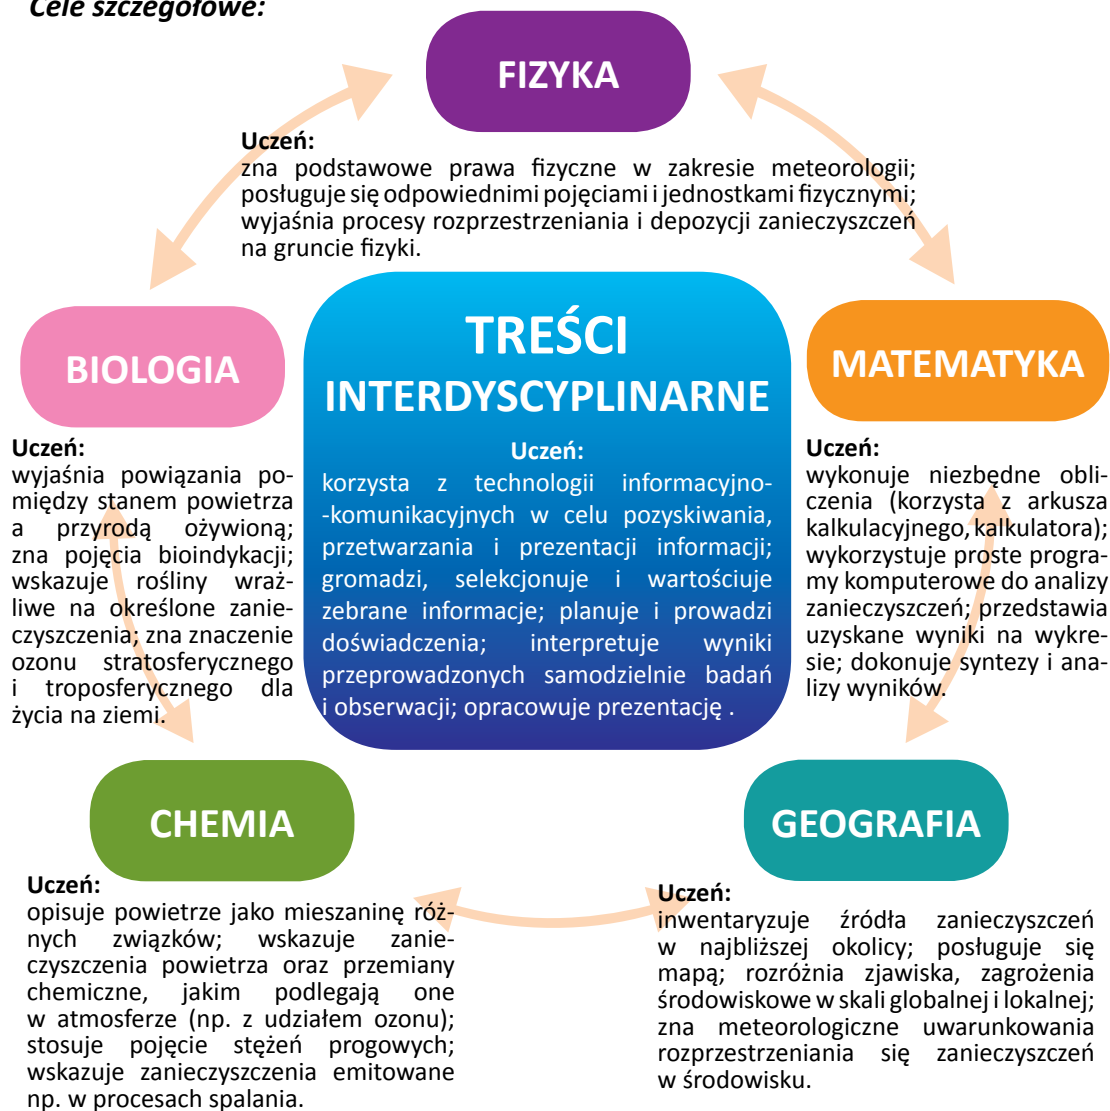 Cele szczegółowe:
FIZYKA
Uczeń:
zna podstawowe prawa fizyczne w zakresie meteorologii;
posługuje się odpowiednimi pojęciami i jednostkami fizycznymi;
wyjaśnia procesy rozprzestrzeniania i depozycji zanieczyszczeń
na gruncie fizyki.
BIOLOGIA
Uczeń:
wyjaśnia powiązania po-
między stanem powietrza
a przyrodą ożywioną;
zna pojęcia bioindykacji;
wskazuje rośliny wraż-
liwe na określone zanie-
czyszczenia; zna znaczenie
ozonu stratosferycznego
i troposferycznego dla
życia na ziemi.
TREŚCI
INTERDYSCYPLINARNE
Uczeń:
korzysta z technologii informacyjno-
-komunikacyjnych w celu pozyskiwania,
przetwarzania i prezentacji informacji;
gromadzi, selekcjonuje i wartościuje
zebrane informacje; planuje i prowadzi
doświadczenia; interpretuje wyniki
przeprowadzonych samodzielnie badań
i obserwacji; opracowuje prezentację .
MATEMATYKA
Uczeń:
wykonuje niezbędne obli-
czenia (korzysta z arkusza
kalkulacyjnego, kalkulatora);
wykorzystuje proste progra-
my komputerowe do analizy
zanieczyszczeń; przedstawia
uzyskane wyniki na wykre-
sie; dokonuje syntezy i ana-
lizy wyników.
CHEMIA
Uczeń:
opisuje powietrze jako mieszaninę róż-
nych związków; wskazuje zanie-
czyszczenia powietrza oraz przemiany
chemiczne, jakim podlegają one
w atmosferze (np. z udziałem ozonu);
stosuje pojęcie stężeń progowych;
wskazuje zanieczyszczenia emitowane
np. w procesach spalania.
GEOGRAFIA
Uczeń:
inwentaryzuje źródła zanieczyszczeń
w najbliższej okolicy; posługuje się
mapą; rozróżnia zjawiska, zagrożenia
środowiskowe w skali globalnej i lokalnej;
zna meteorologiczne uwarunkowania
rozprzestrzeniania się zanieczyszczeń
w środowisku.